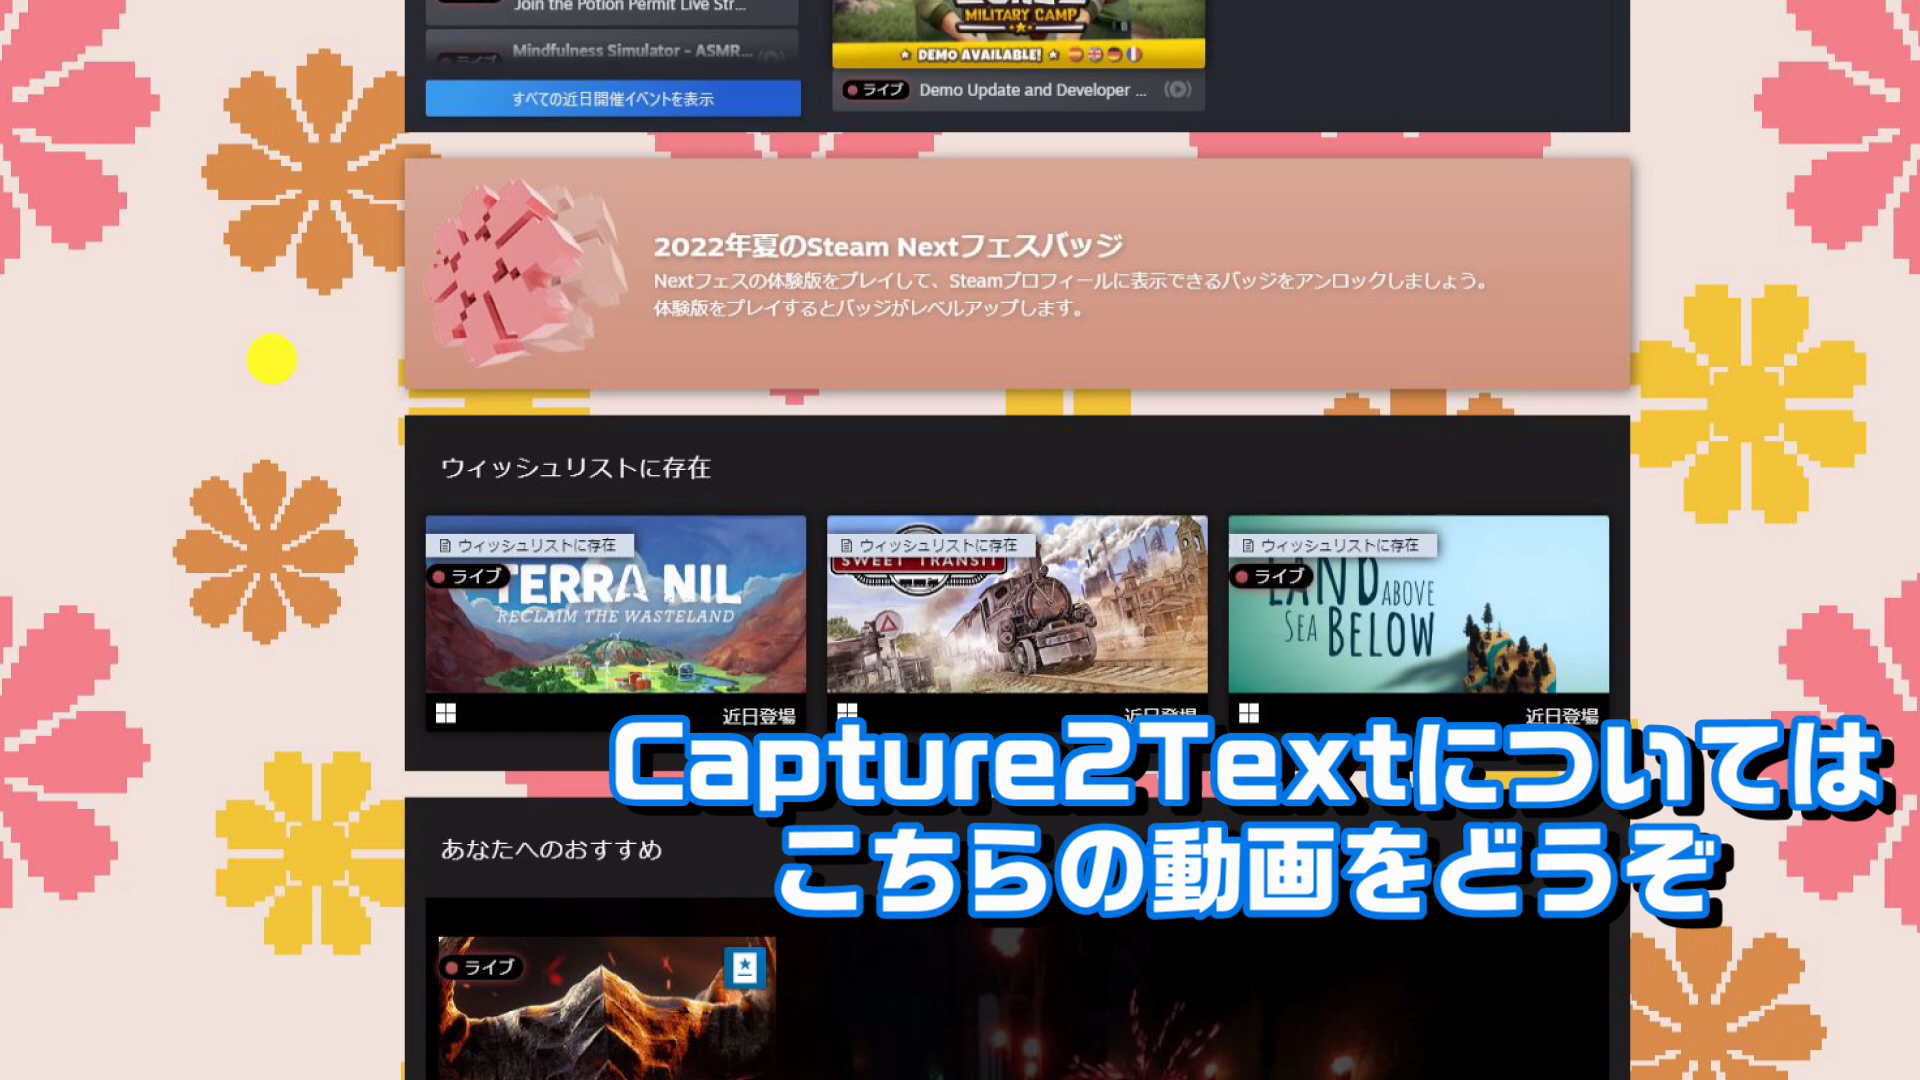 Join the Potion Permit Live Str...
ライブ
Mindfulness Simulator - ASMR...
すべての近日開催イベントを表示
MILITARY CAMP
DEMO AVAILABLE!
ライブ
Demo Update and Developer ...
2022年夏のSteam Nextフェスバッジ
Nextフェスの体験版をプレイして、Steamプロフィールに表示できるバッジをアンロックしましょう。
体験版をプレイするとバッジがレベルアップします。
ウィッシュリストに存在
ウィッシュリストに存在
ライブ
TERRA NIL
RECLAIM THE WASTELAND
近日登場
ウィッシュリストに存在
SWEET TRANSIT
近日登場
ウィッシュリストに存在
ライブ
LAND ABOVE
SEA BELOW
近日登場
Capture2Textについては
こちらの動画をどうぞ
あなたへのおすすめ
ライブ